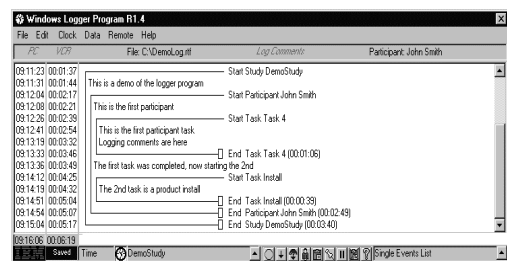 Windows Logger Program R1.4
File Edit Clock Data Remote Help
PC VCR File: C:\DemoLog.rtf Log Comments Participant: John Smith
09:11:23 00:01:37 Start Study DemoStudy
09:11:31 00:01:44 This is a demo of the logger program
09:12:04 00:02:17 Start Participant John Smith
09:12:08 00:02:21 This is the first participant
09:12:26 00:02:39 Start Task Task 4
09:12:41 00:02:54 This is the first participant task
09:13:19 00:03:32 Logging comments are here
09:13:33 00:03:46 End Task Task 4 (00:01:06)
09:13:36 00:03:49 The first task was completed, now starting the 2nd
09:14:12 00:04:25 Start Task Install
09:14:19 00:04:32 The 2nd task is a product install
09:14:51 00:05:04 End Task Install (00:00:39)
09:14:54 00:05:07 End Participant John Smith (00:02:49)
09:15:04 00:05:17 End Study DemoStudy (00:03:40)
09:16:06 00:06:19
IBM Saved Time DemoStudy Single Events List